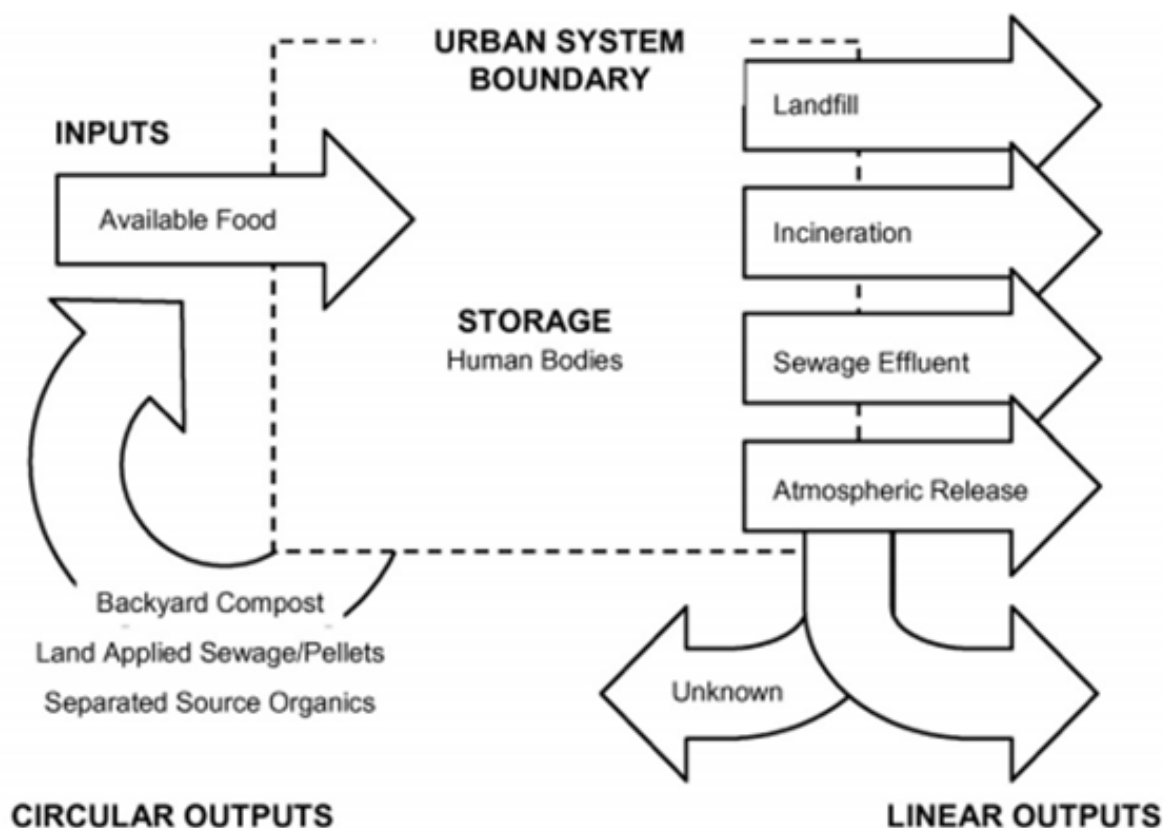 URBAN SYSTEM
BOUNDARY
INPUTS
Available Food
Landfill
Incineration
STORAGE
Human Bodies
Sewage Effluent
Atmospheric Release
Backyard Compost
Land Applied Sewage/Pellets
Separated Source Organics
Unknown
CIRCULAR OUTPUTS
LINEAR OUTPUTS